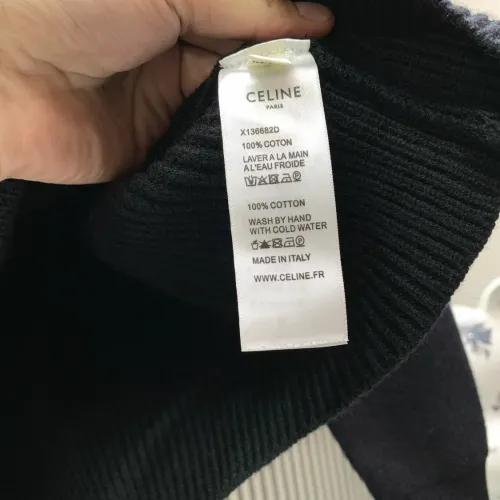 CELINE
PARIS
X136682D
100% COTON
LAVER A LA MAIN
A L'EAU FROIDE
100% COTTON
WASH BY HAND
WITH COLD WATER
MADE IN ITALY
WWW.CELINE.FR